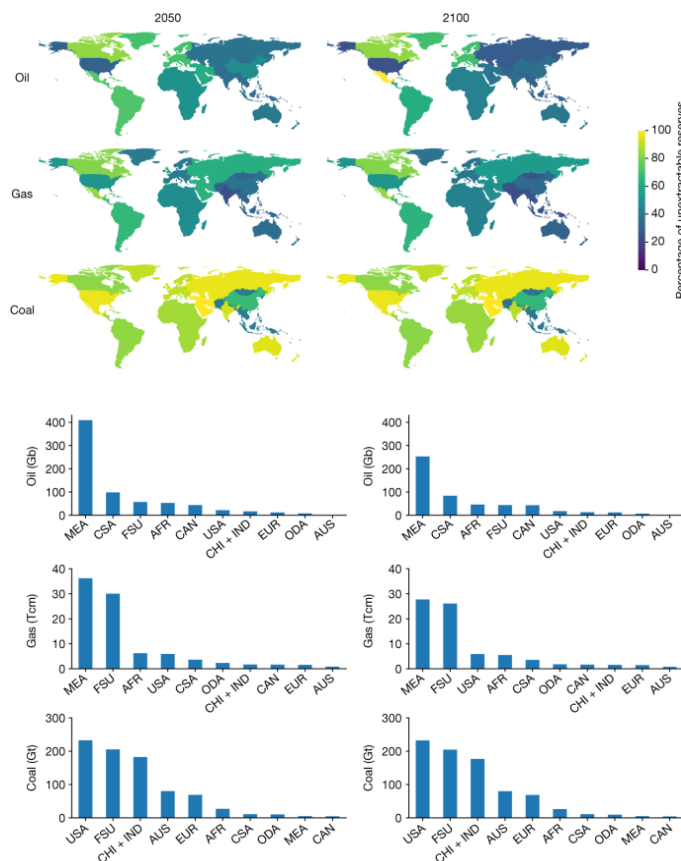 2050 2100
Oil
Gas
Coal
100
80
60
40
20
0
Percentage of unextractable reserves
Oil (Gb)
400
300
200
100
0
MEA CSA FSU AFR CAN USA CHI + IND EUR ODA AUS
Oil (Gb)
400
300
200
100
0
MEA CSA AFR FSU CAN USA CHI + IND EUR ODA AUS
Gas (Tcm)
40
30
20
10
0
MEA FSU AFR USA CSA ODA CHI + IND CAN EUR AUS
Gas (Tcm)
40
30
20
10
0
MEA FSU USA AFR CSA ODA CAN CHI + IND EUR AUS
Coal (Gt)
300
200
100
0
USA FSU CHI + IND AUS EUR AFR CSA ODA MEA CAN
Coal (Gt)
300
200
100
0
USA FSU CHI + IND AUS EUR AFR CSA ODA MEA CAN